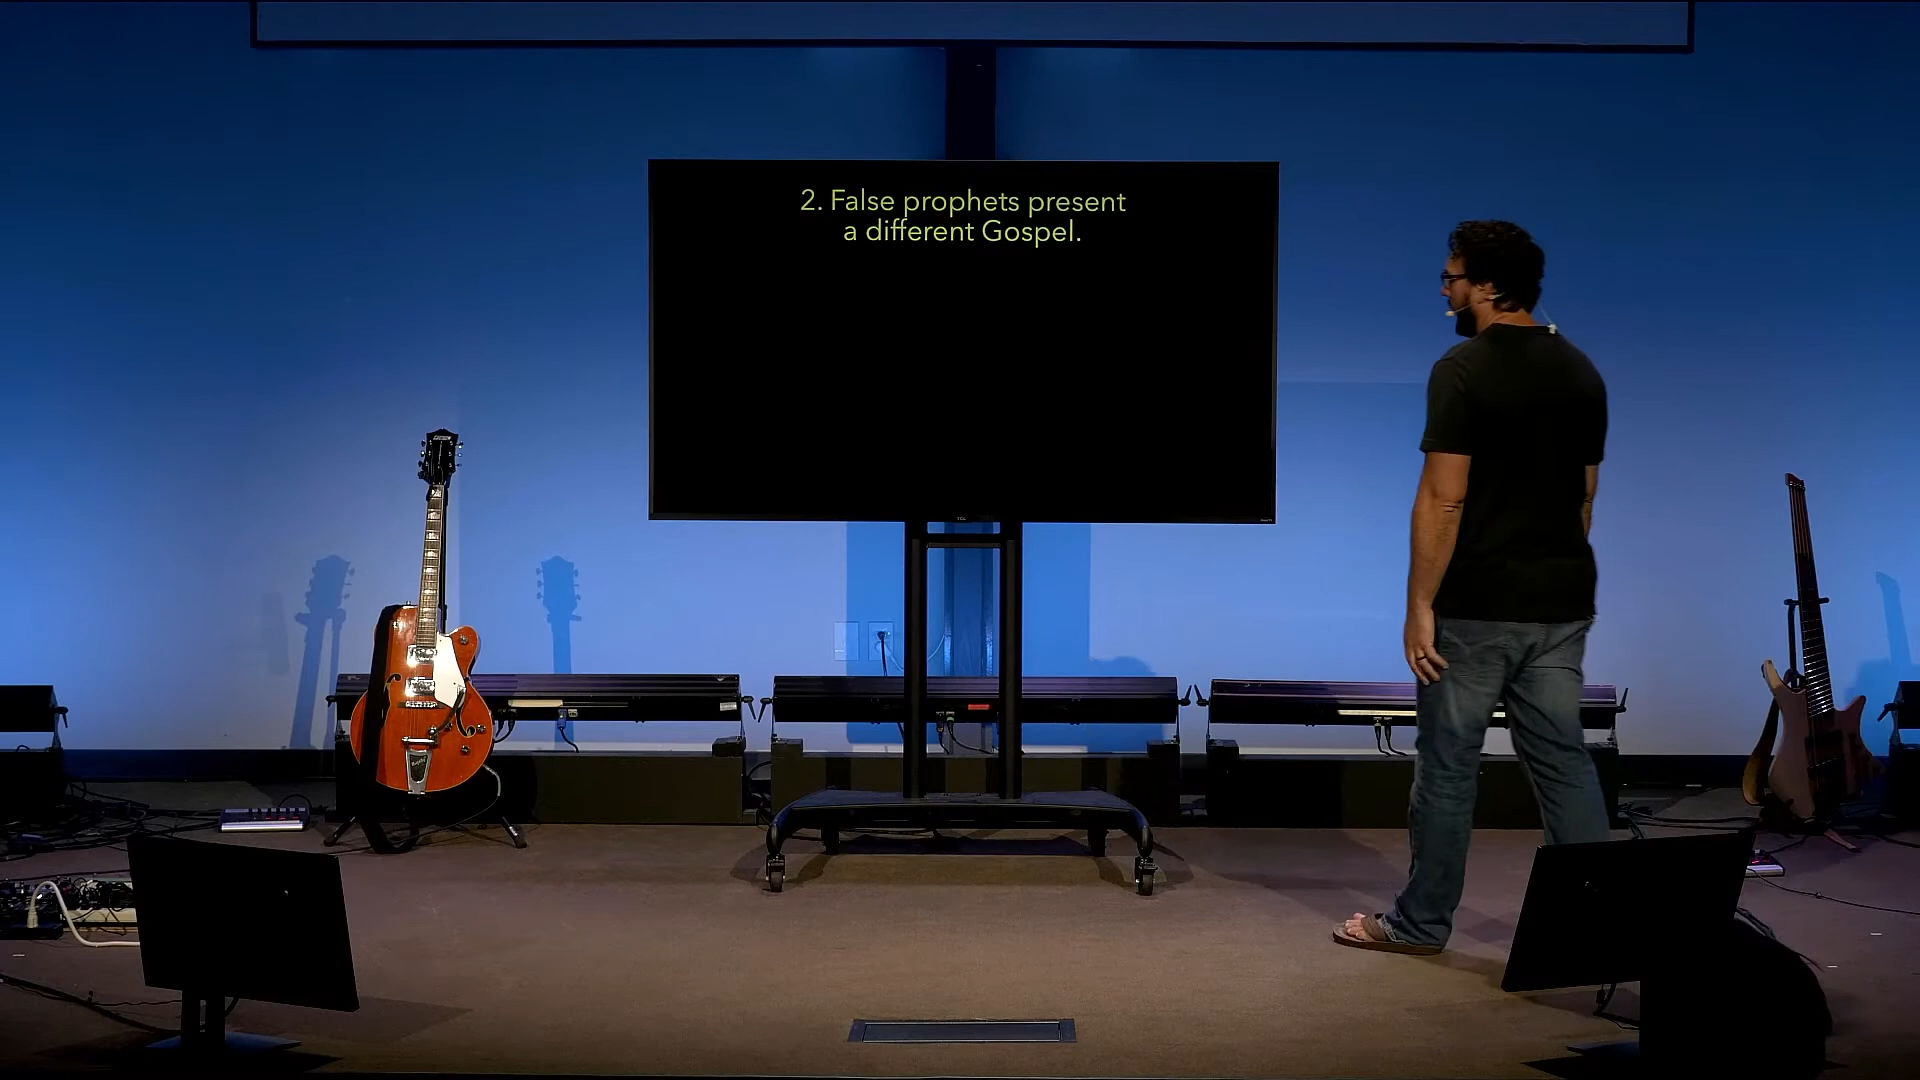 2. False prophets present
a different Gospel.